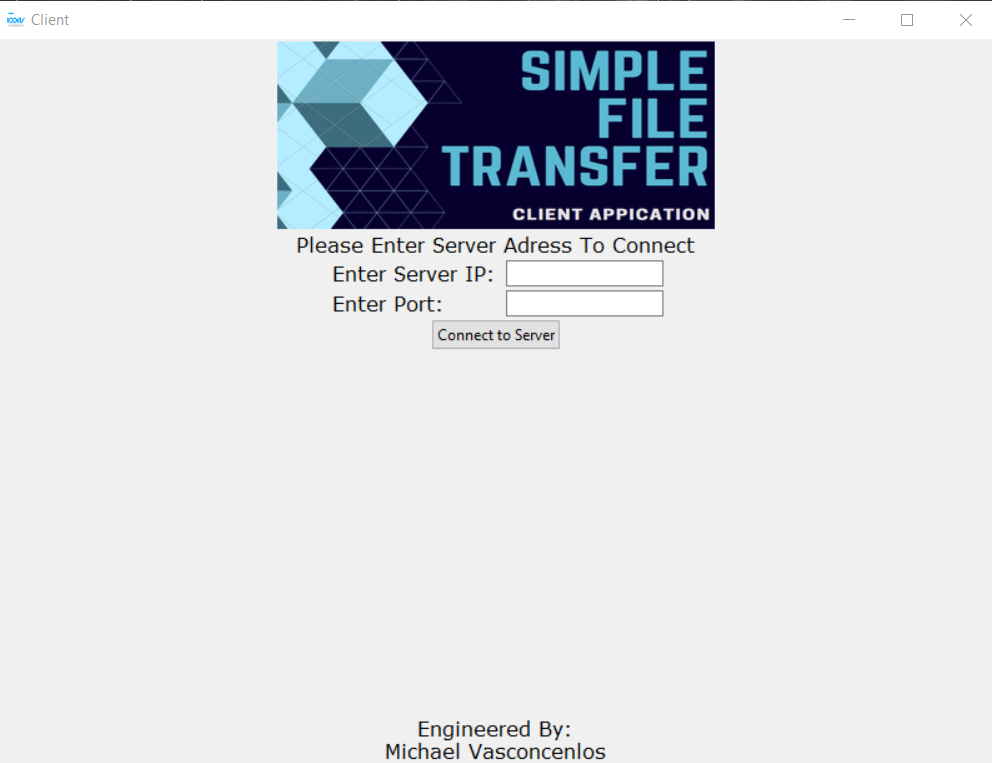 Client
SIMPLE
FILE
TRANSFER
CLIENT APPICATION
Please Enter Server Adress To Connect
Enter Server IP:
Enter Port:
Connect to Server
Engineered By:
Michael Vasconcenlos